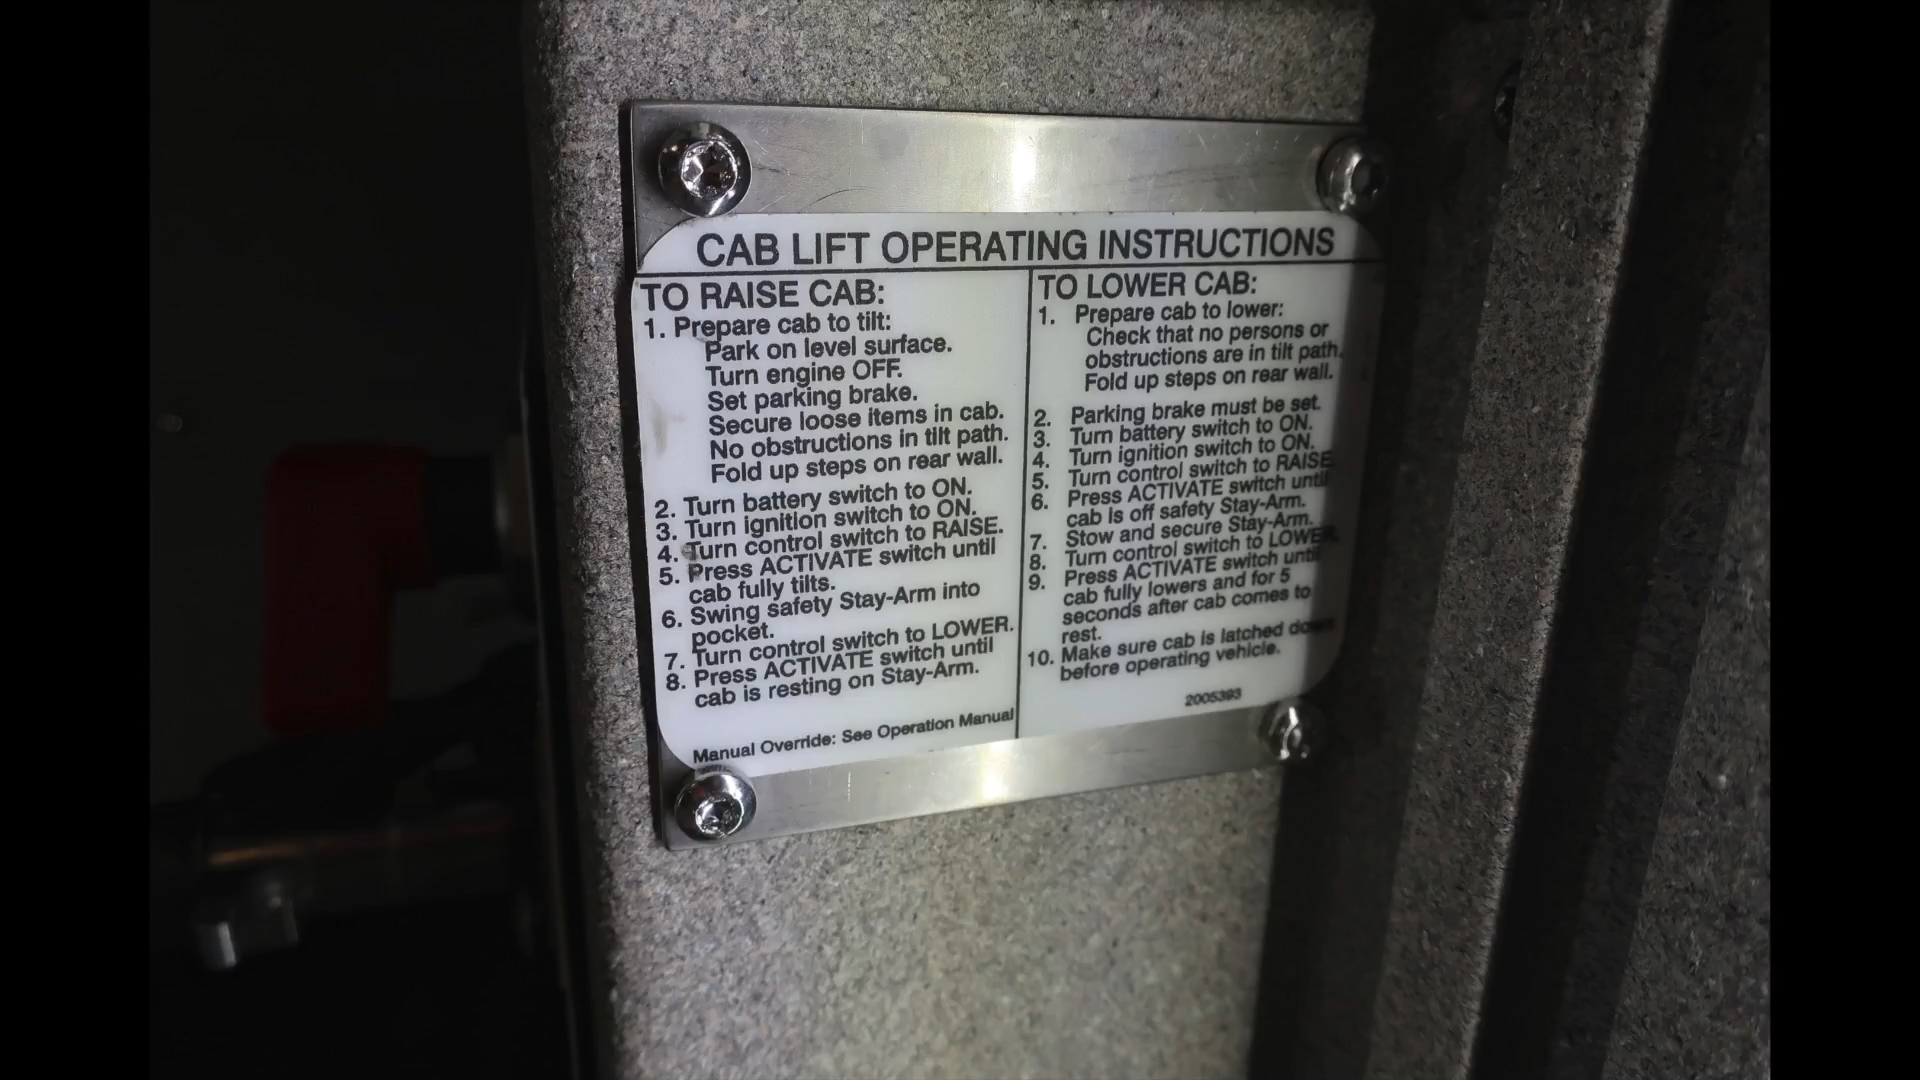 CAB LIFT OPERATING INSTRUCTIONS
TO RAISE CAB:
1. Prepare cab to tilt:
Park on level surface.
Turn engine OFF.
Set parking brake.
Secure loose items in cab.
No obstructions in tilt path.
Fold up steps on rear wall.
2. Turn battery switch to ON.
3. Turn ignition switch to ON.
4. Turn control switch to RAISE.
5. Press ACTIVATE switch until
cab fully tilts.
6. Swing safety Stay-Arm into
pocket.
7. Turn control switch to LOWER.
8. Press ACTIVATE switch until
cab is resting on Stay-Arm.
Manual Override: See Operation Manual
TO LOWER CAB:
1. Prepare cab to lower:
Check that no persons or
obstructions are in tilt path.
Fold up steps on rear wall.
2. Parking brake must be set.
3. Turn battery switch to ON.
4. Turn ignition switch to ON.
5. Turn control switch to RAISE.
6. Press ACTIVATE switch until
cab is off safety Stay-Arm.
7. Stow and secure Stay-Arm.
8. Turn control switch to LOWER.
9. Press ACTIVATE switch until
cab fully lowers and for 5
seconds after cab comes to
rest.
10. Make sure cab is latched down
before operating vehicle.
2005393